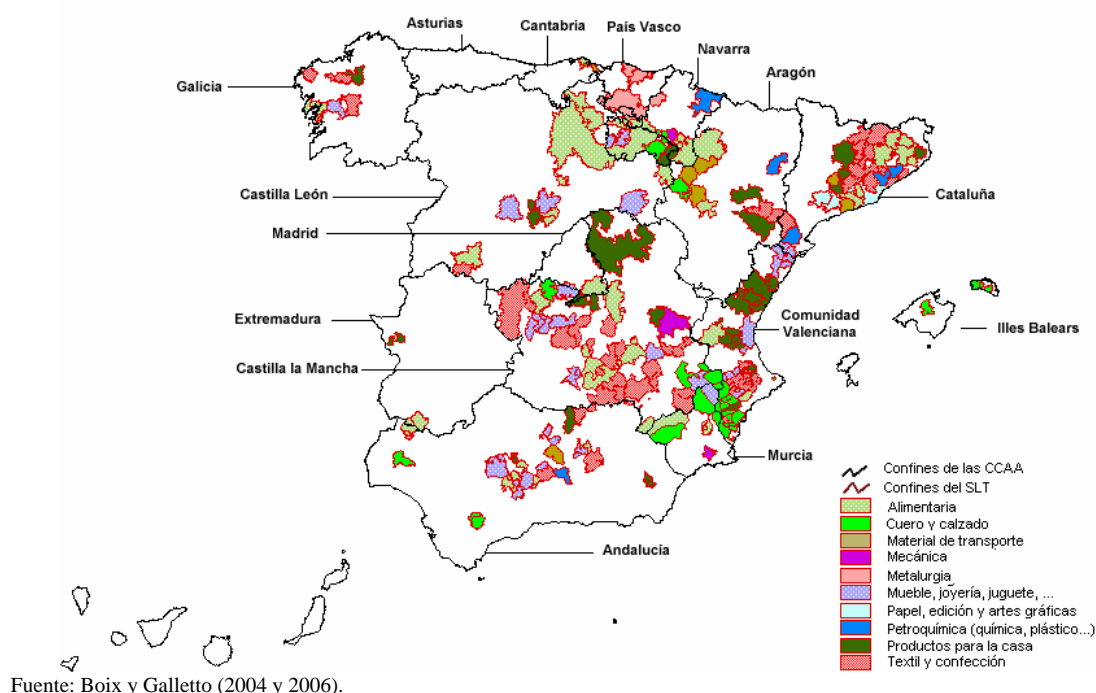 Asturias
Cantabria
País Vasco
Navarra
Aragón
Galicia
Castilla León
Cataluña
Madrid
Extremadura
Comunidad
Valenciana
Illes Balears
Castilla la Mancha
Murcia
Andalucía
Confines de las CCAA
Confines del SLT
Alimentaria
Cuero y calzado
Material de transporte
Mecánica
Metalurgia
Mueble, joyería, juguete, ...
Papel, edición y artes gráficas
Petroquímica (química, plástico...)
Productos para la casa
Textil y confección
Fuente: Boix y Galletto (2004 y 2006).